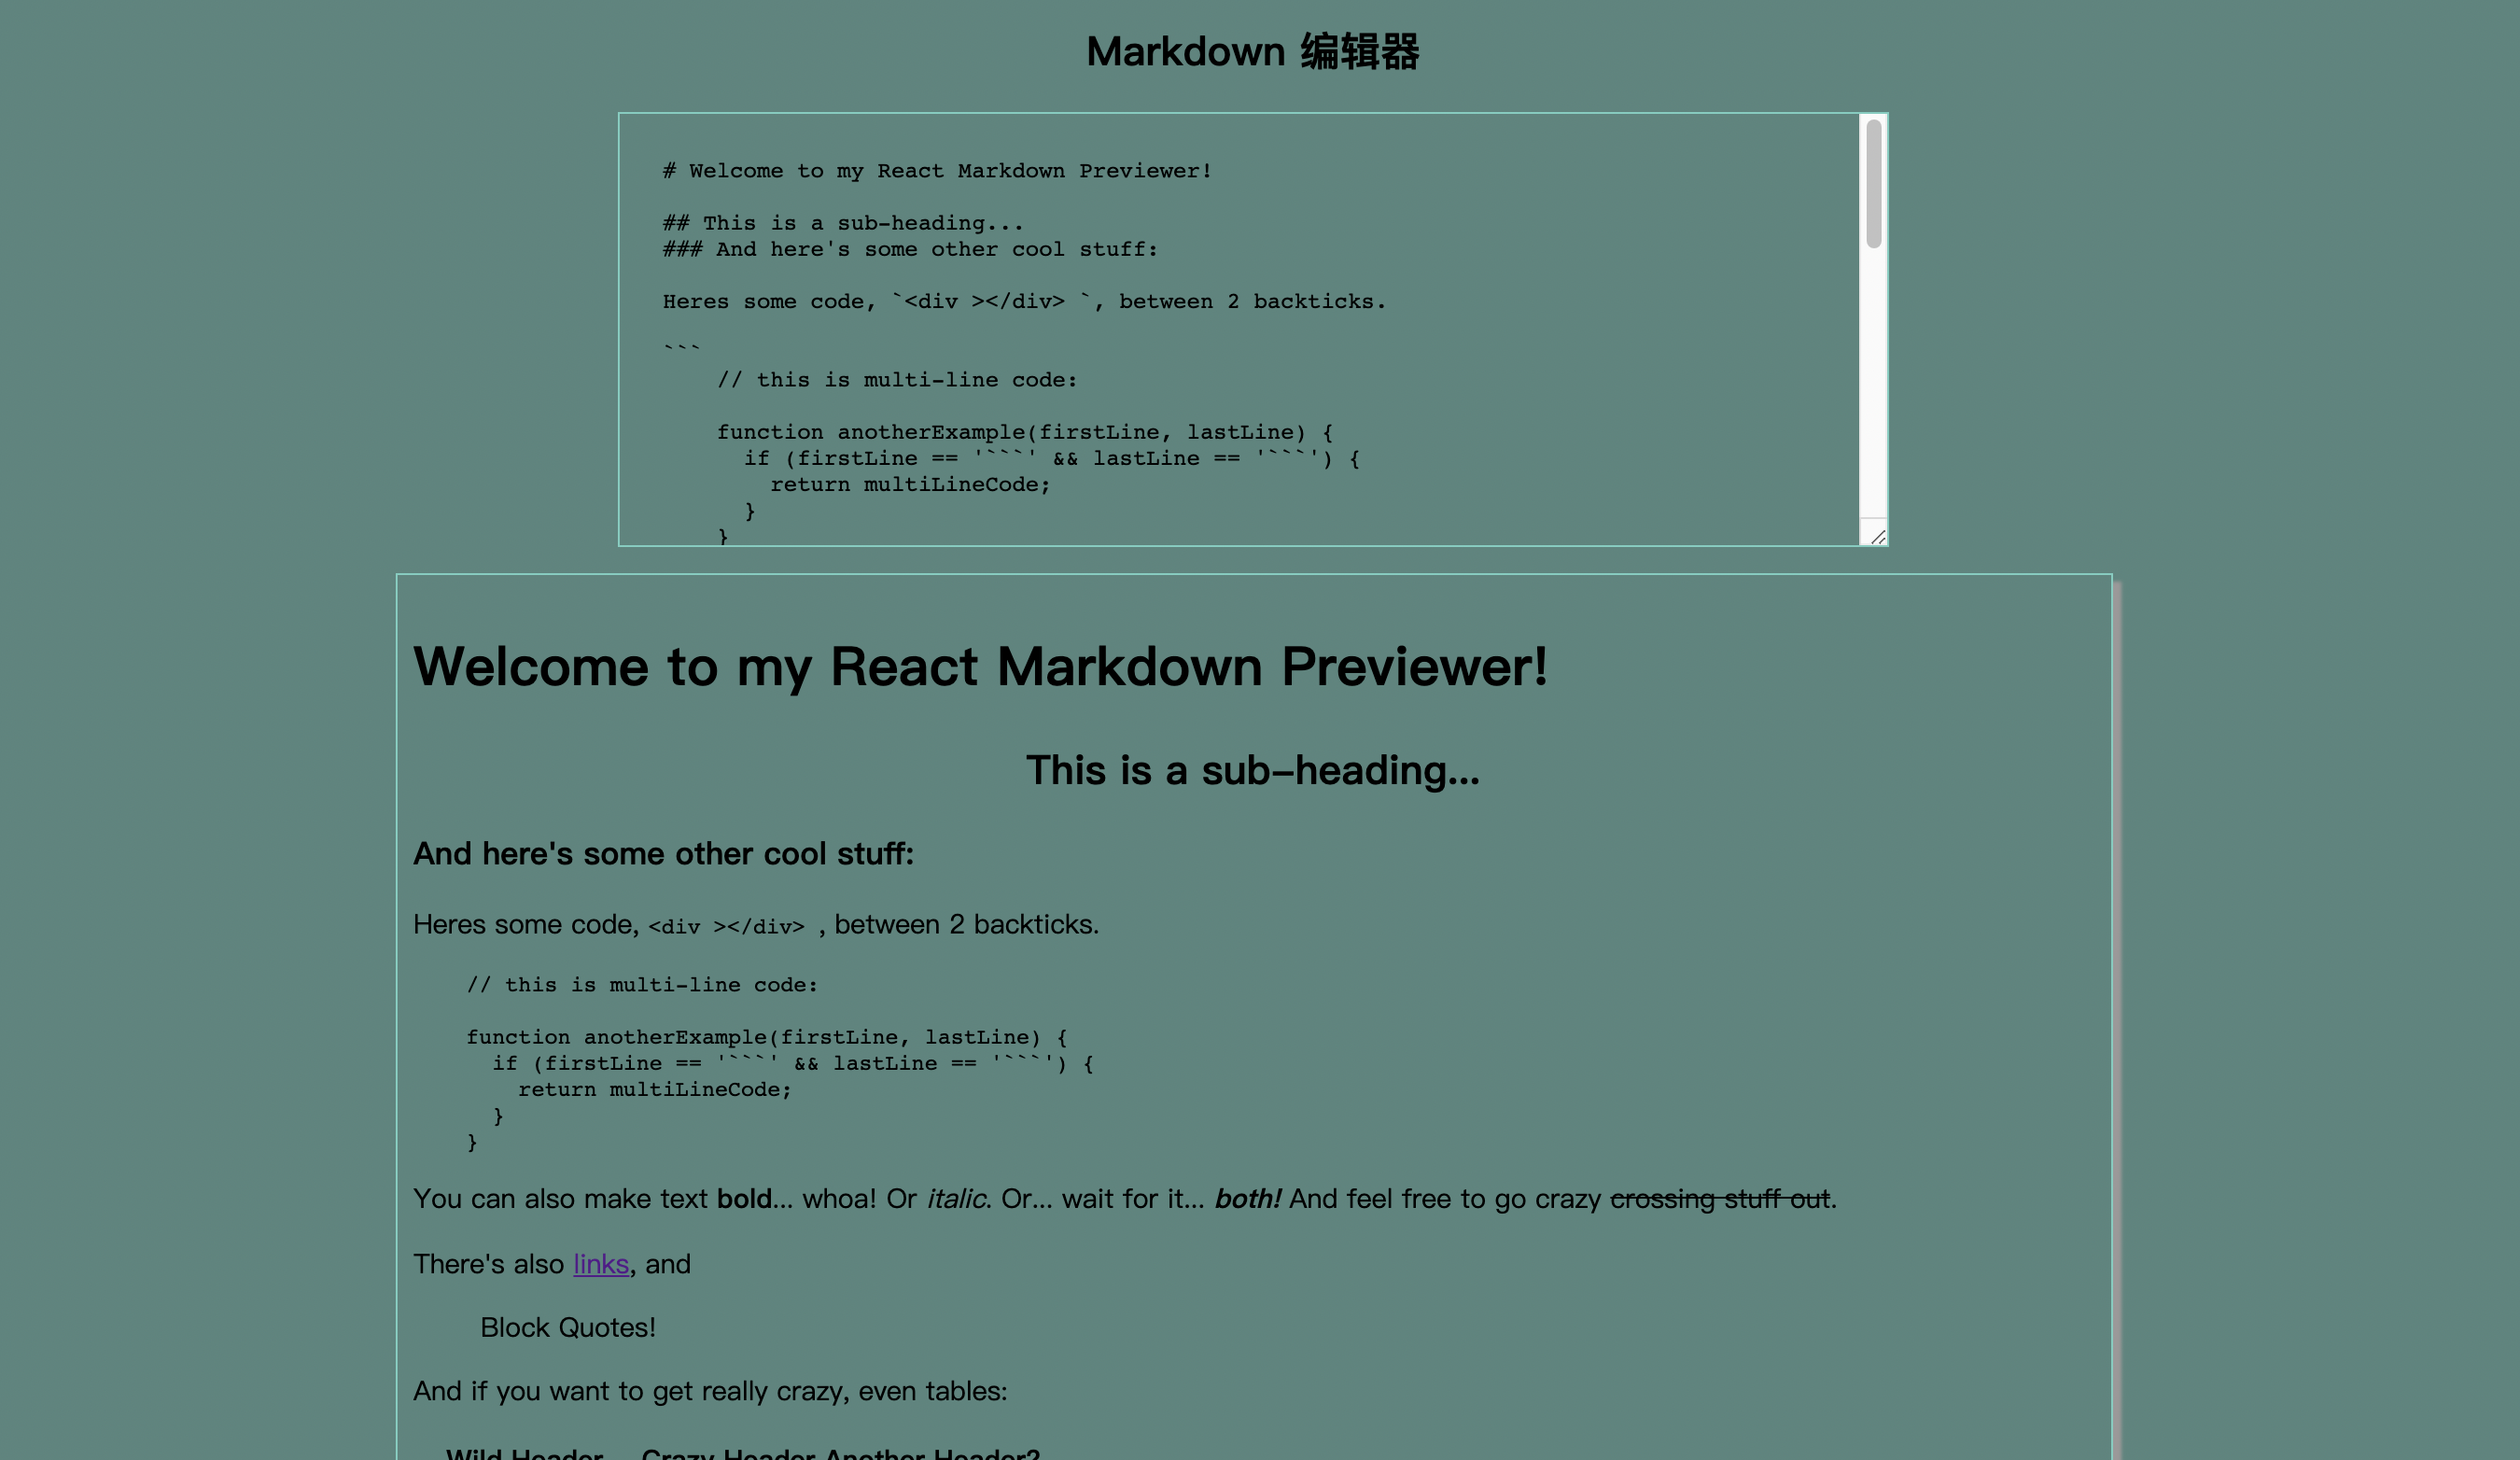 Markdown 编辑器
# Welcome to my React Markdown Previewer!
## This is a sub-heading...
### And here's some other cool stuff:
Heres some code, `<div ></div> `, between 2 backticks.
```
// this is multi-line code:
function anotherExample(firstLine, lastLine) {
if (firstLine == '```' && lastLine == '```') {
return multiLineCode;
}
}
Welcome to my React Markdown Previewer!
This is a sub-heading...
And here's some other cool stuff:
Heres some code, <div ></div> , between 2 backticks.
// this is multi-line code:
function anotherExample(firstLine, lastLine) {
if (firstLine == '```' && lastLine == '```') {
return multiLineCode;
}
}
You can also make text bold... whoa! Or italic. Or... wait for it... both! And feel free to go crazy crossing stuff out.
There's also links, and
Block Quotes!
And if you want to get really crazy, even tables:
Wild Header Crazy Header Another Header?